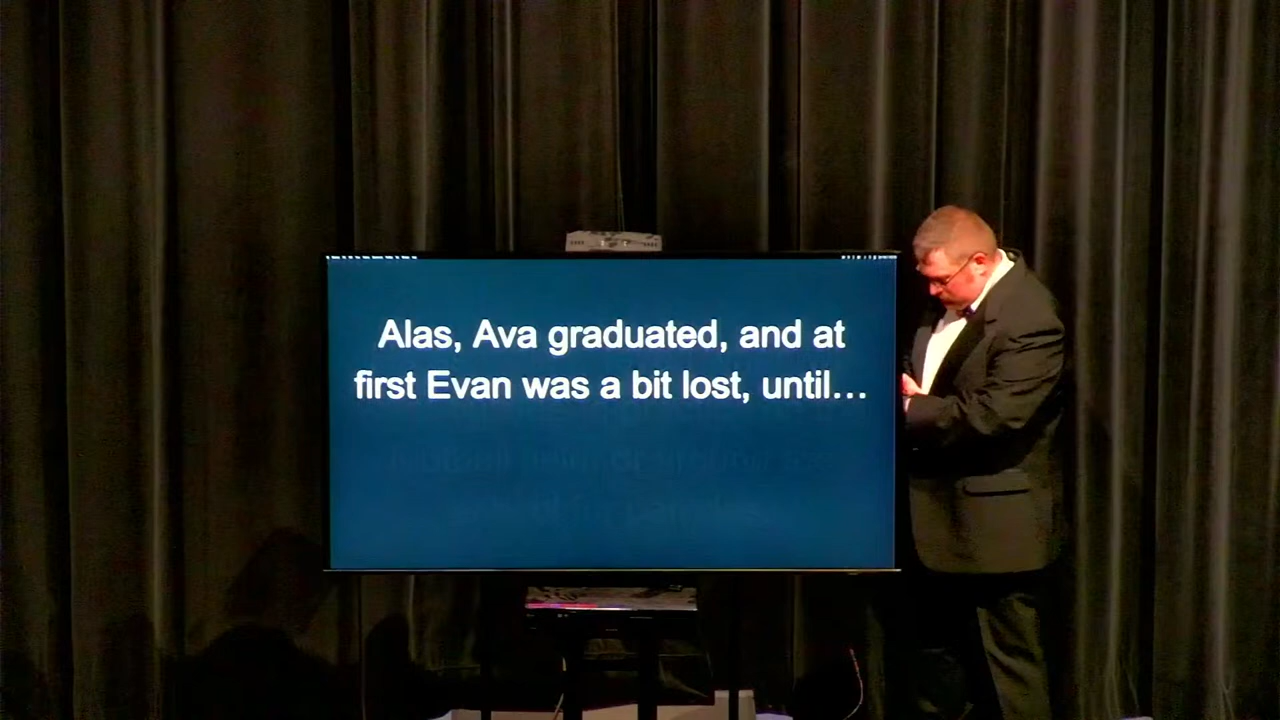 Alas, Ava graduated, and at
first Evan was a bit lost, until…